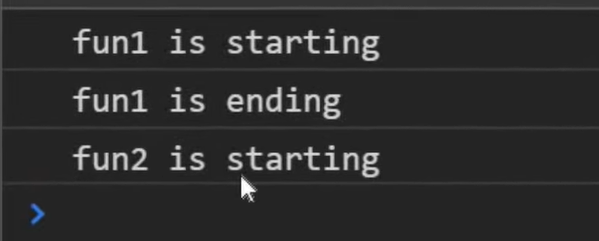 fun1 is starting
fun1 is ending
fun2 is starting